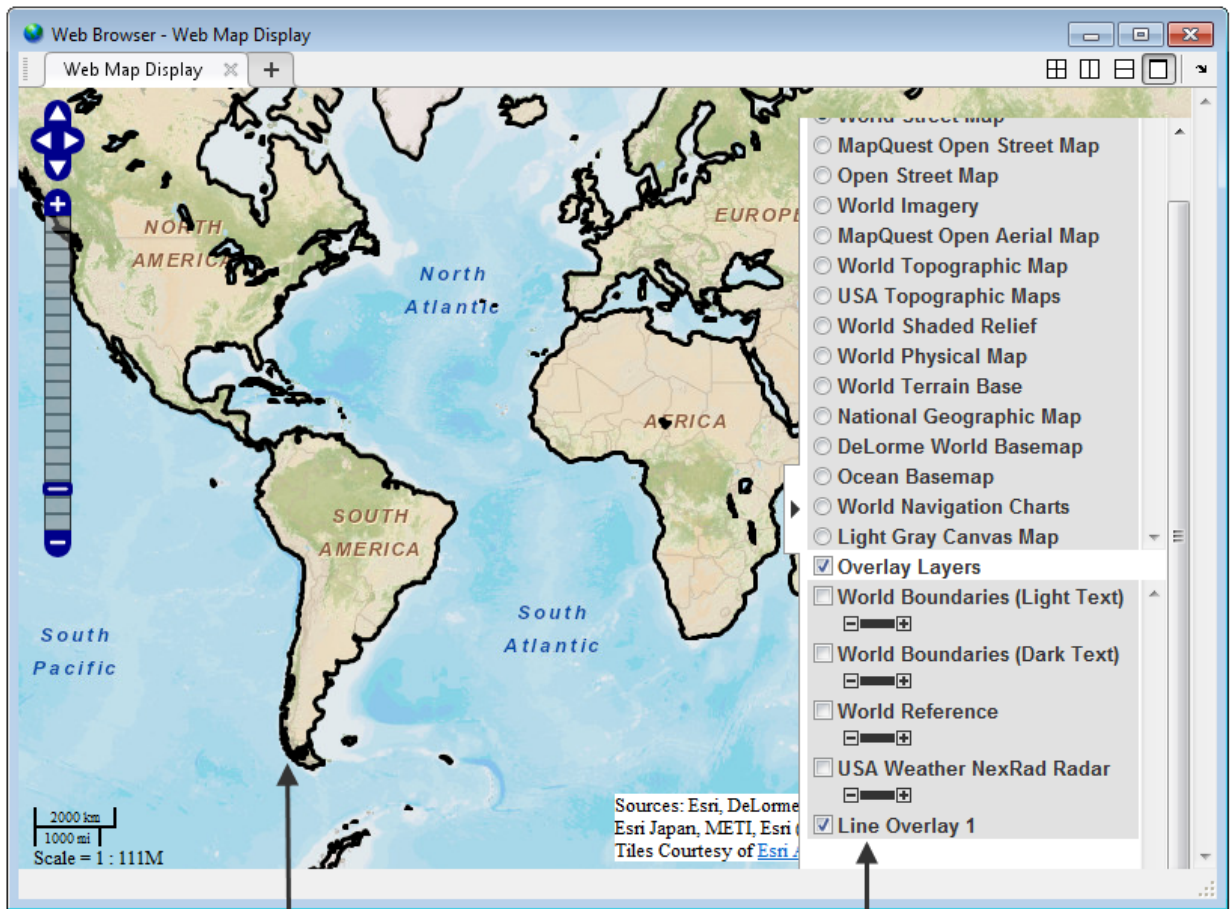 Web Browser - Web Map Display
Web Map Display
NORTH
AMERICA
North
Atlantic
EUROPE
AFRICA
SOUTH
AMERICA
South
Pacific
South
Atlantic
2000 km
1000 mi
Scale = 1 : 111M
Sources: Esri, DeLorme
Esri Japan, METI, Esri (
Tiles Courtesy of Esri A
World Street Map
MapQuest Open Street Map
Open Street Map
World Imagery
MapQuest Open Aerial Map
World Topographic Map
USA Topographic Maps
World Shaded Relief
World Physical Map
World Terrain Base
National Geographic Map
DeLorme World Basemap
Ocean Basemap
World Navigation Charts
Light Gray Canvas Map
Overlay Layers
World Boundaries (Light Text)
World Boundaries (Dark Text)
World Reference
USA Weather NexRad Radar
Line Overlay 1